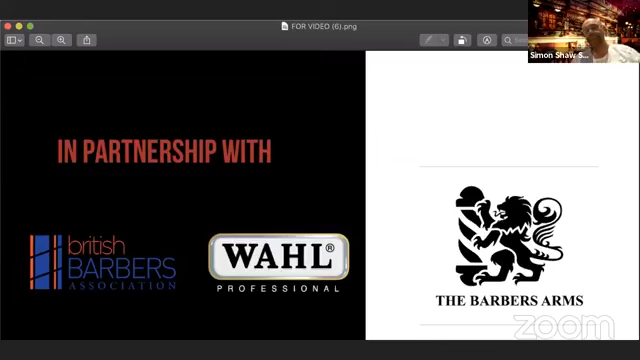 FOR VIDEO (6).png
Simon Shaw S...
IN PARTNERSHIP WITH
british
BARBERS
ASSOCIATION
WAHL®
PROFESSIONAL
THE BARBERS ARMS
zoom